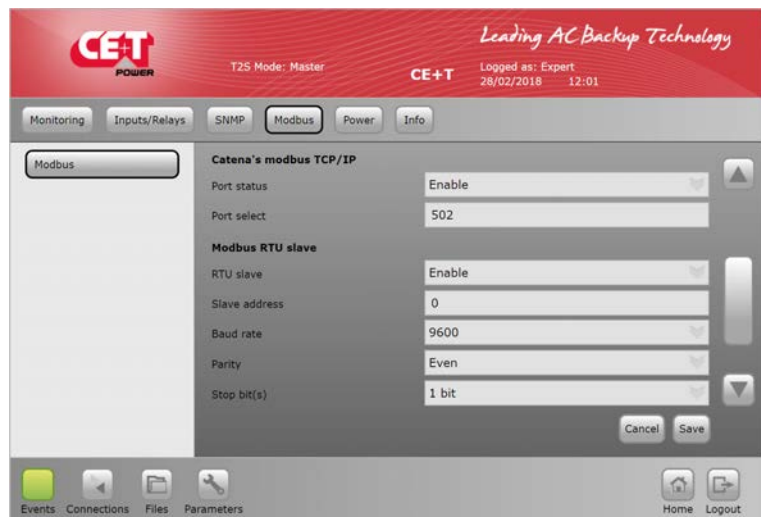 CE+T
POWER
Leading AC Backup Technology
T2S Mode: Master
CE+T
Logged as: Expert
28/02/2018 12:01
Monitoring Inputs/Relays SNMP Modbus Power Info
Modbus
Catena's modbus TCP/IP
Port status Enable
Port select 502
Modbus RTU slave
RTU slave Enable
Slave address 0
Baud rate 9600
Parity Even
Stop bit(s) 1 bit
Cancel Save
Events Connections Files Parameters Home Logout